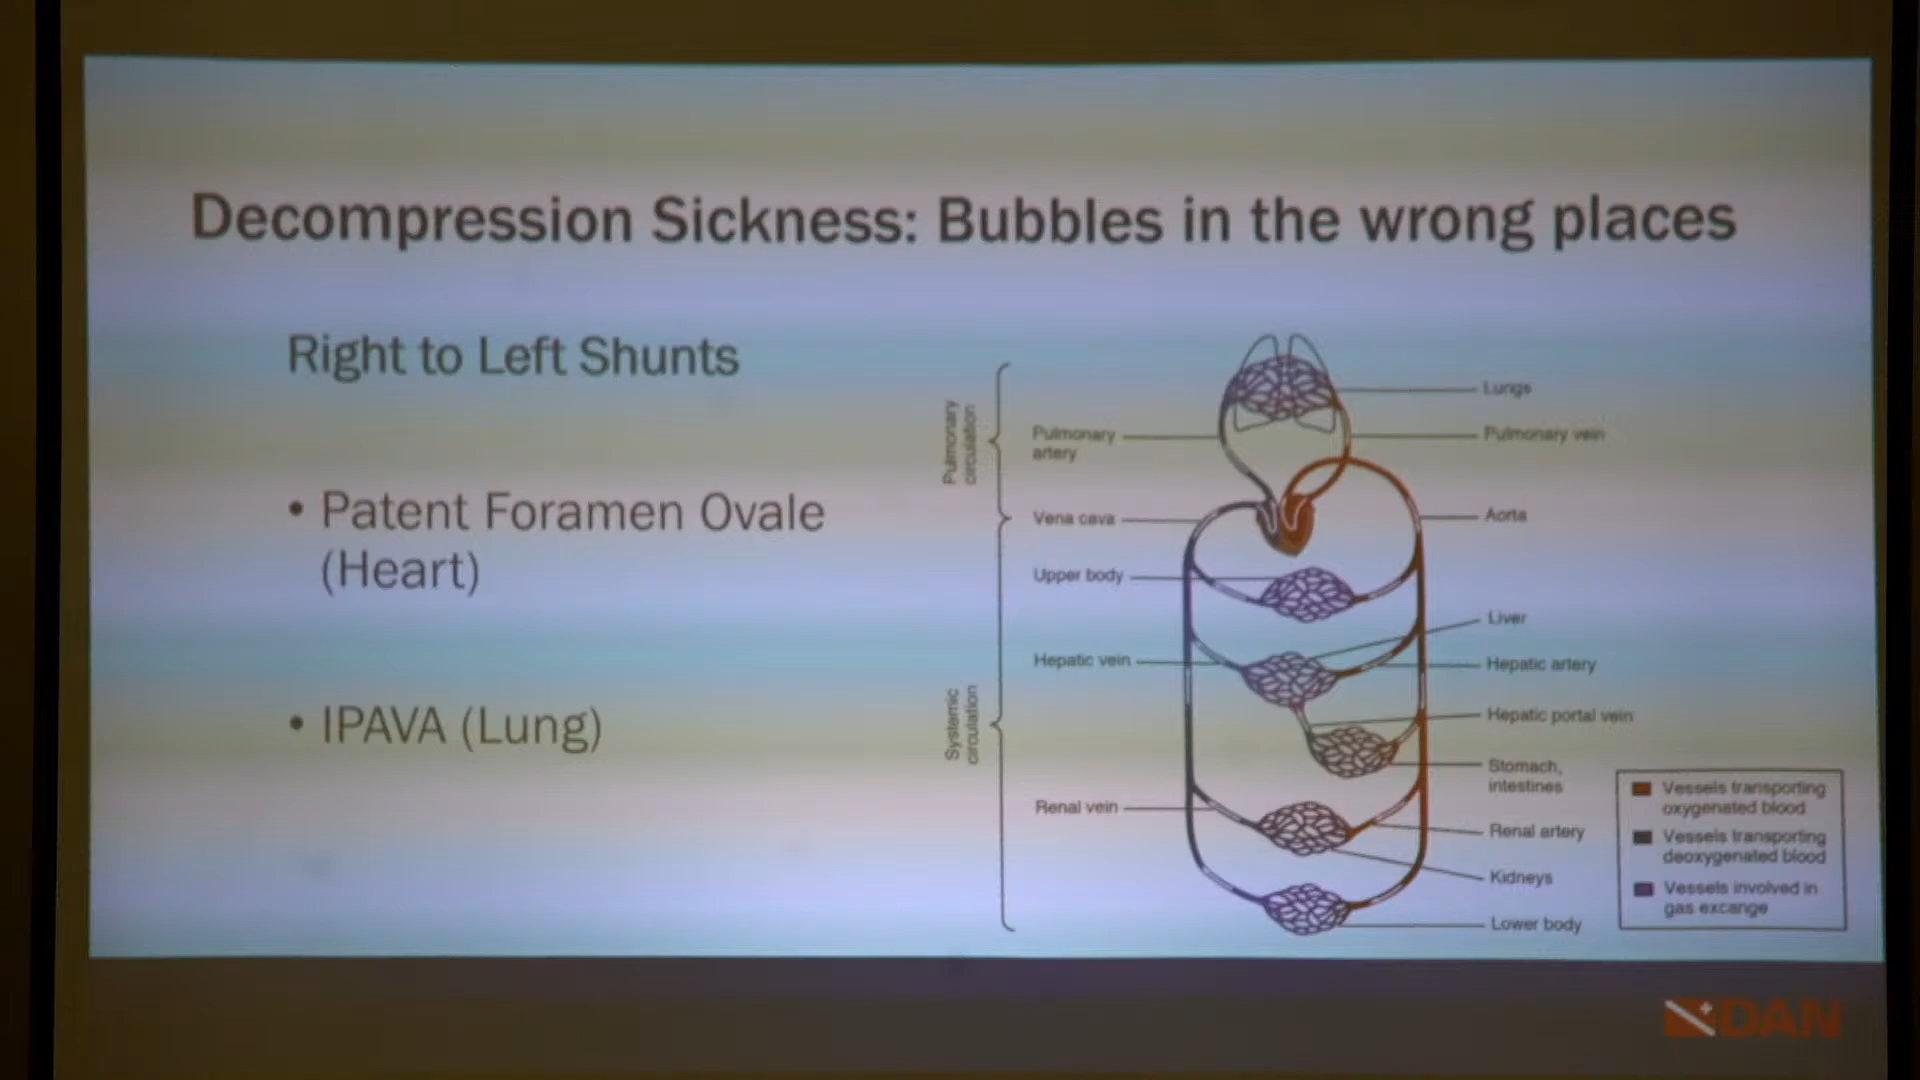 Decompression Sickness: Bubbles in the wrong places
Right to Left Shunts
• Patent Foramen Ovale
(Heart)
• IPAVA (Lung)
Pulmonary
circulation
Systemic
circulation
Pulmonary
artery
Vena cava
Upper body
Hepatic vein
Renal vein
Lungs
Pulmonary vein
Aorta
Liver
Hepatic artery
Hepatic portal vein
Stomach,
intestines
Renal artery
Kidneys
Lower body
Vessels transporting
oxygenated blood
Vessels transporting
deoxygenated blood
Vessels involved in
gas excange
DAN